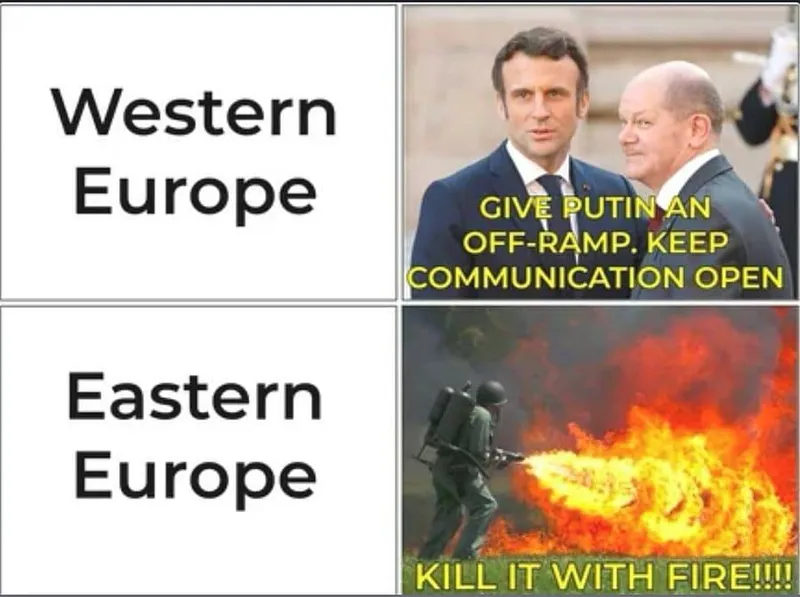 Western
Europe
GIVE PUTIN AN
OFF-RAMP. KEEP
COMMUNICATION OPEN
Eastern
Europe
KILL IT WITH FIRE!!!!